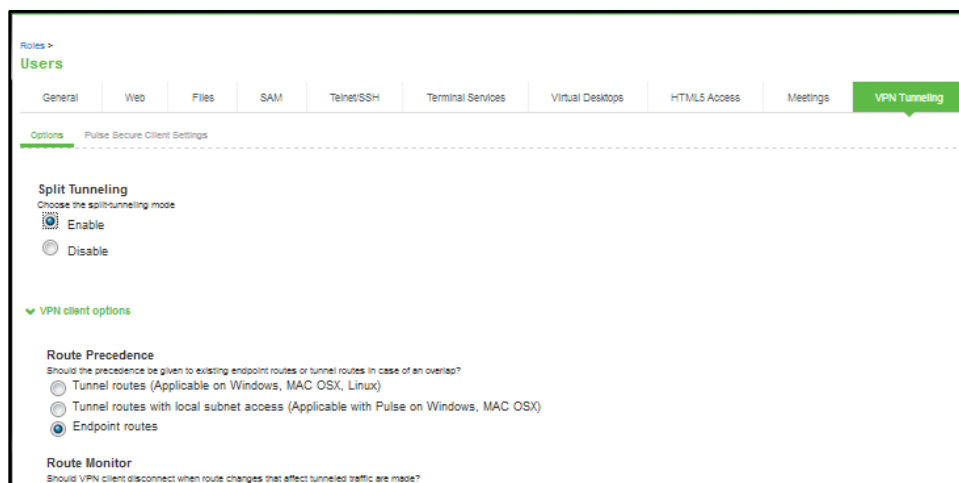 Roles >
Users
General Web Files SAM Telnet/SSH Terminal Services Virtual Desktops HTML5 Access Meetings VPN Tunneling
Options Pulse Secure Client Settings
Split Tunneling
Choose the split-tunneling mode
Enable
Disable
VPN client options
Route Precedence
Should the precedence be given to existing endpoint routes or tunnel routes in case of an overlap?
Tunnel routes (Applicable on Windows, MAC OSX, Linux)
Tunnel routes with local subnet access (Applicable with Pulse on Windows, MAC OSX)
Endpoint routes
Route Monitor
Should VPN client disconnect when route changes that affect tunneled traffic are made?